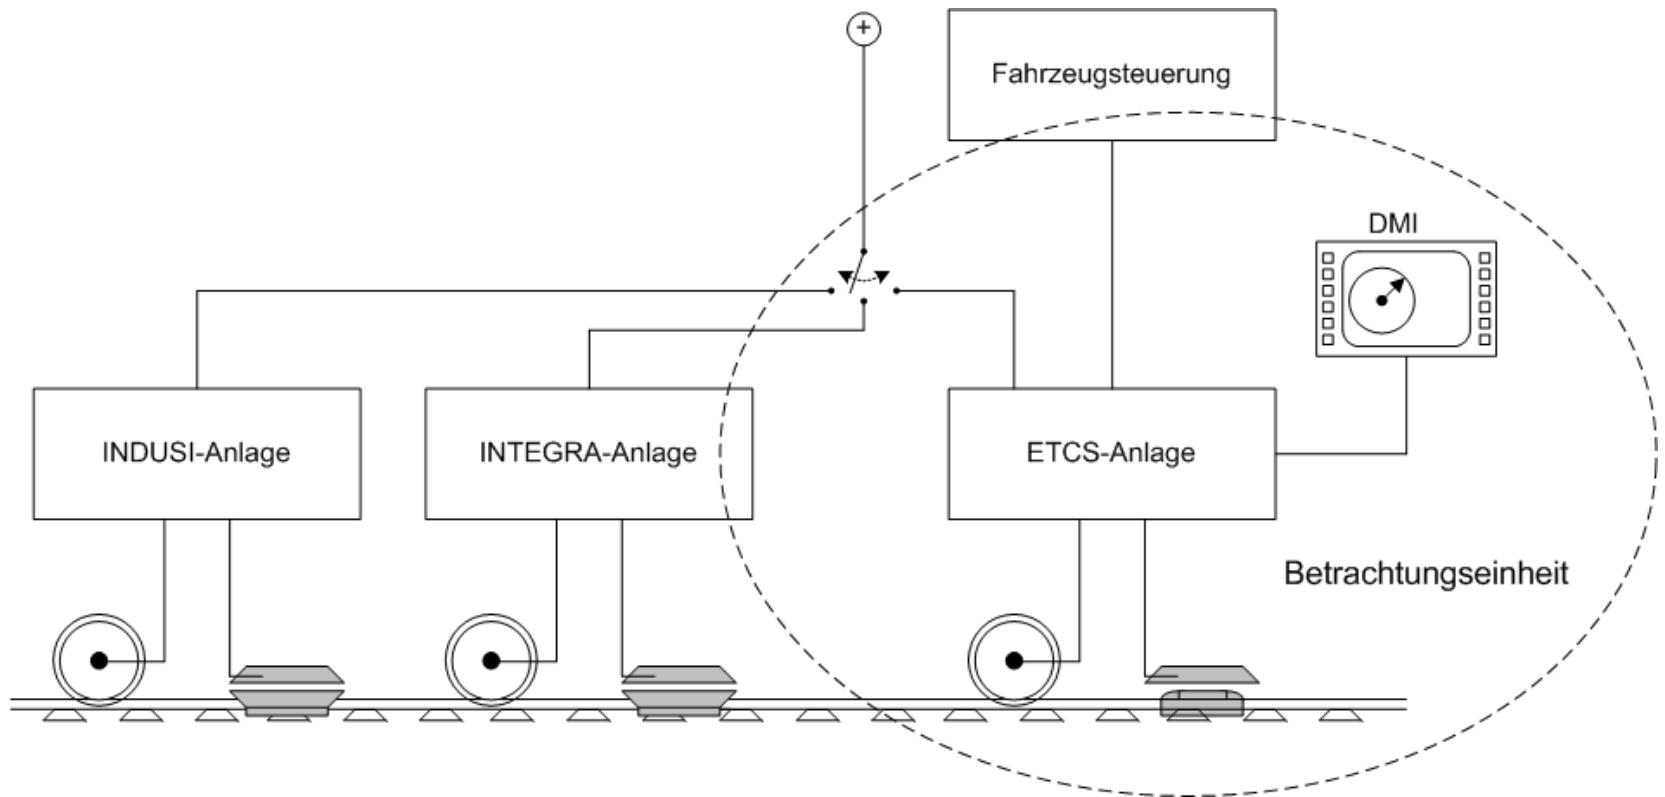 +
Fahrzeugsteuerung
DMI
INDUSI-Anlage
INTEGRA-Anlage
ETCS-Anlage
Betrachtungseinheit